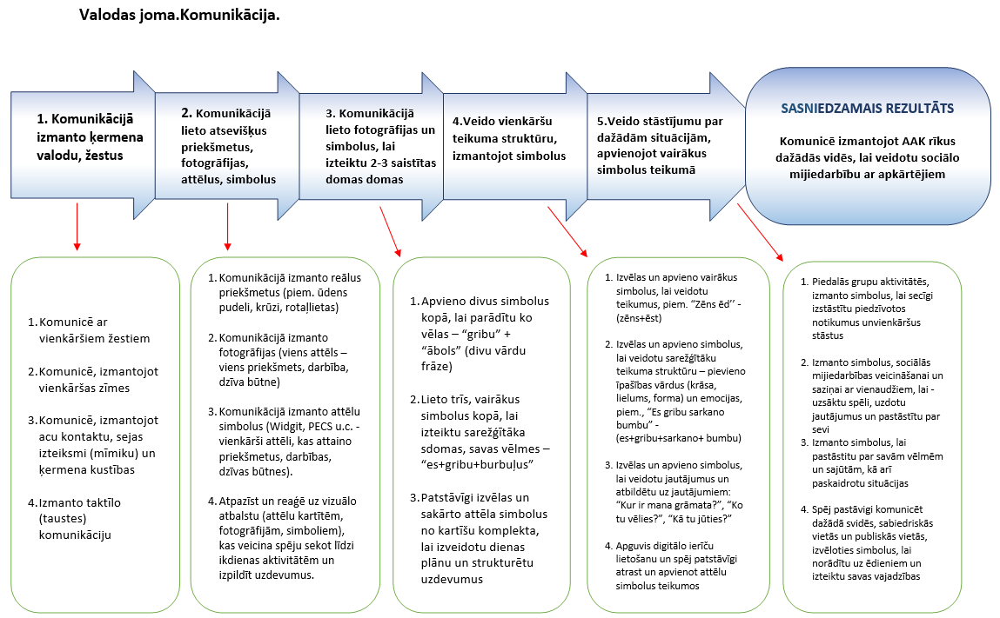 Valodas joma.Komunikācija.
1. Komunikācijā
izmanto ķermena
valodu, žestus
2. Komunikācijā
lieto atsevišķus
priekšmetus,
fotogrāfijas,
attēlus, simbolus
3. Komunikācijā
lieto fotogrāfijas un
simbolus, lai
izteiktu 2-3 saistītas
domas domas
4.Veido vienkāršu
teikuma struktūru,
izmantojot simbolus
5.Veido stāstījumu par
dažādām situācijām,
apvienojot vairākus
simbolus teikumā
SASNIEDZAMAIS REZULTĀTS
Komunicē izmantojot AAK rīkus
dažādās vidēs, lai veidotu sociālo
mijiedarbību ar apkārtējiem
1. Komunicē ar
vienkāršiem žestiem
2. Komunicē, izmantojot
vienkāršas zīmes
3. Komunicē, izmantojot
acu kontaktu, sejas
izteiksmi (mīmiku) un
ķermena kustības
4. Izmanto taktīlo
(taustes)
komunikāciju
1. Komunikācijā izmanto reālus
priekšmetus (piem. ūdens
pudeli, krūzi, rotaļlietas)
2. Komunikācijā izmanto
fotogrāfijas (viens attēls –
viens priekšmets, darbība,
dzīva būtne)
3. Komunikācijā izmanto attēlu
simbolus (Widgit, PECS u.c. -
vienkārši attēli, kas attaino
priekšmetus, darbības,
dzīvas būtnes).
4. Atpazīst un reaģē uz vizuālo
atbalstu (attēlu kartītēm,
fotogrāfijām, simboliem),
kas veicina spēju sekot līdzi
ikdienas aktivitātēm un
izpildīt uzdevumus.
1. Apvieno divus simbolus
kopā, lai parādītu ko
vēlas – “gribu” +
“ābols” (divu vārdu
frāze)
2. Lieto trīs, vairākus
simbolus kopā, lai
izteiktu sarežģītāka
sdomas, savas vēlmes –
“es+gribu+burbuļus”
3. Patstāvīgi izvēlas un
sakārto attēla simbolus
no kartīšu komplekta,
lai izveidotu dienas
plānu un strukturētu
uzdevumus
1. Izvēlas un apvieno vairākus
simbolus, lai veidotu
teikumus, piem. “Zēns ēd’’ -
(zēns+ēst)
2. Izvēlas un apvieno simbolus,
lai veidotu sarežģītāku
teikuma struktūru – pievieno
īpašības vārdus (krāsa,
lielums, forma) un emocijas,
piem., “Es gribu sarkano
bumbu” -
(es+gribu+sarkano+ bumbu)
3. Izvēlas un apvieno simbolus,
lai veidotu jautājumus un
atbildētu uz jautājumiem:
“Kur ir mana grāmata?”, “Ko
tu vēlies?”, “Kā tu jūties?”
4. Apguvis digitālo ierīču
lietošanu un spēj patstāvīgi
atrast un apvienot attēlu
simbolus teikumos
1. Piedalās grupu aktivitātēs,
izmanto simbolus, lai secīgi
izstāstītu piedzīvotos
notikumus unvienkāršus
stāstus
2. Izmanto simbolus, sociālās
mijiedarbības veicināšanai un
saziņai ar vienaudžiem, lai -
uzsāktu spēli, uzdotu
jautājumus un pastāstītu par
sevi
3. Izmanto simbolus, lai
pastāstitu par savām vēlmēm
un sajūtām, kā arī
paskaidrotu situācijas
4. Spēj pastāvigi komunicēt
dažādā svidēs, sabiedriskās
vietās un publiskās vietās,
izvēloties simbolus, lai
norādītu uz ēdieniem un
izteiktu savas vajadzības